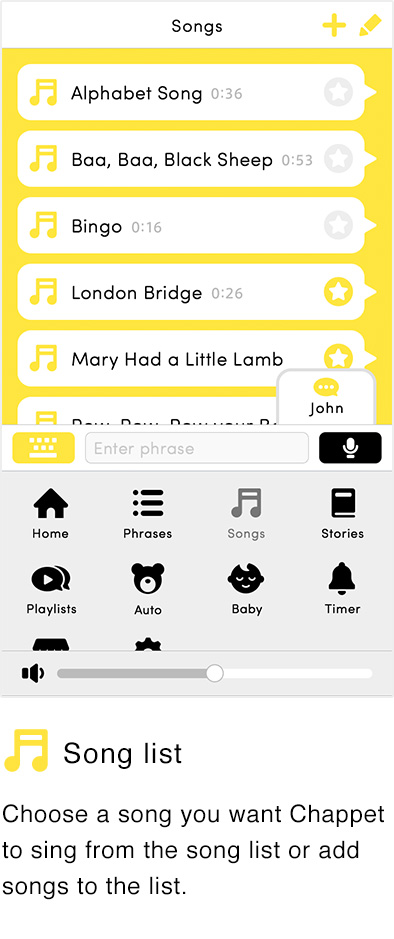 Songs
Alphabet Song 0:36
Baa, Baa, Black Sheep 0:53
Bingo 0:16
London Bridge 0:26
Mary Had a Little Lamb
John
Row, Row, Row your
Enter phrase
Home Phrases Songs Stories
Playlists Auto Baby Timer
Song list
Choose a song you want Chappet
to sing from the song list or add
songs to the list.